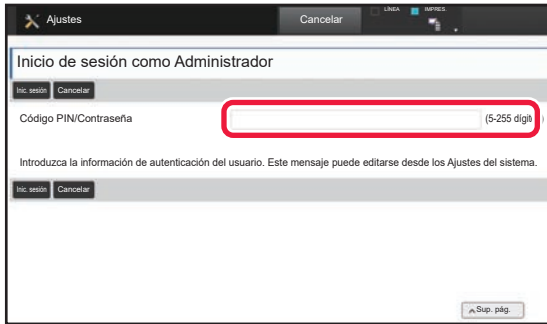 Ajustes
Cancelar
LÍNEA
IMPRES.
Inicio de sesión como Administrador
Inic. sesión
Cancelar
Código PIN/Contraseña
(5-255 dígit
Introduzca la información de autenticación del usuario. Este mensaje puede editarse desde los Ajustes del sistema.
Inic. sesión
Cancelar
Sup. pág.